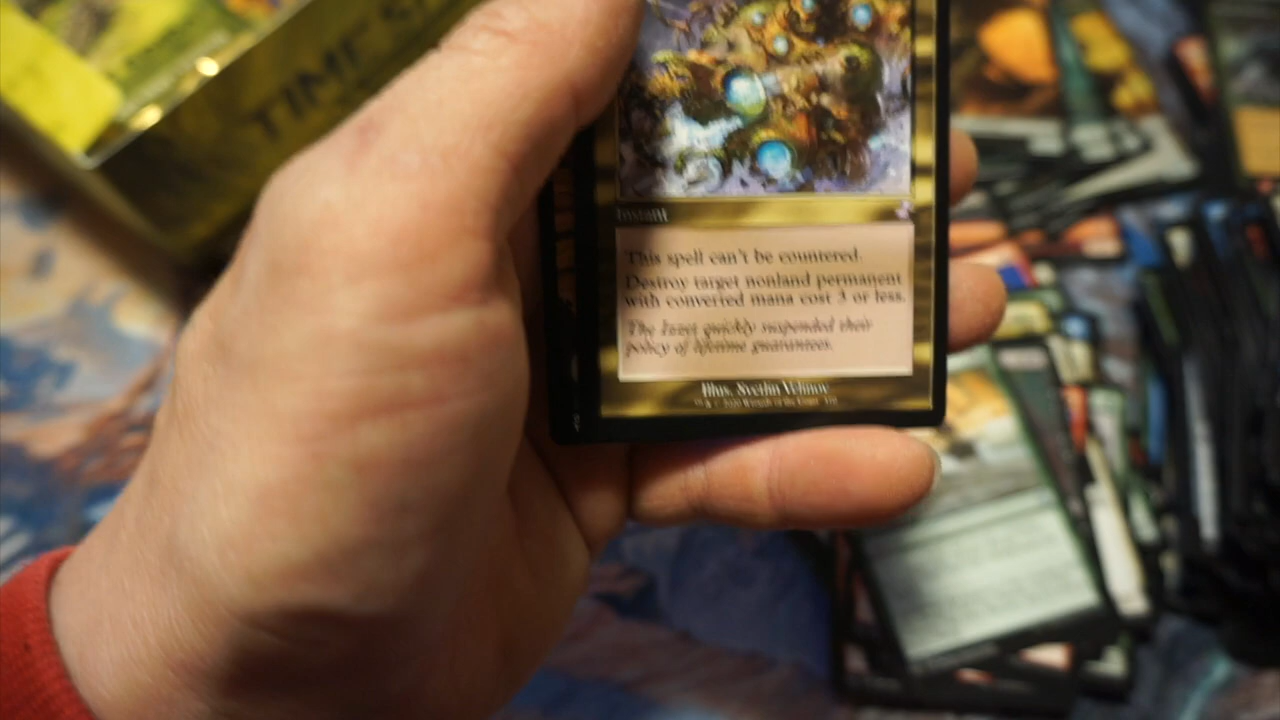 TIME S
Instant
This spell can't be countered.
Destroy target nonland permanent
with converted mana cost 3 or less.
The Izzet quickly suspended their
policy of lifetime guarantees.
Illus. Svetlin Velinov